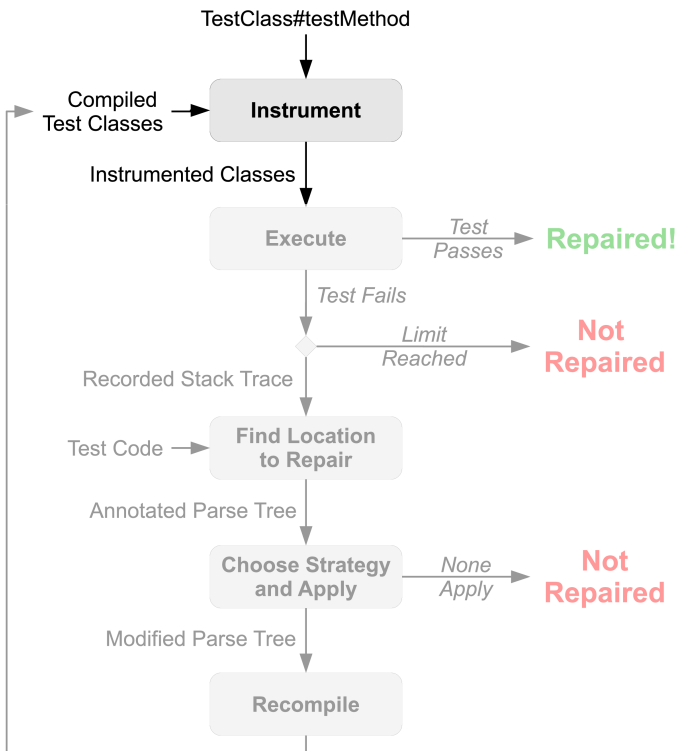 TestClass#testMethod
Compiled
Test Classes
Instrument
Instrumented Classes
Execute
Test
Passes
Repaired!
Test Fails
Limit
Reached
Not
Repaired
Recorded Stack Trace
Test Code
Find Location
to Repair
Annotated Parse Tree
Choose Strategy
and Apply
None
Apply
Not
Repaired
Modified Parse Tree
Recompile